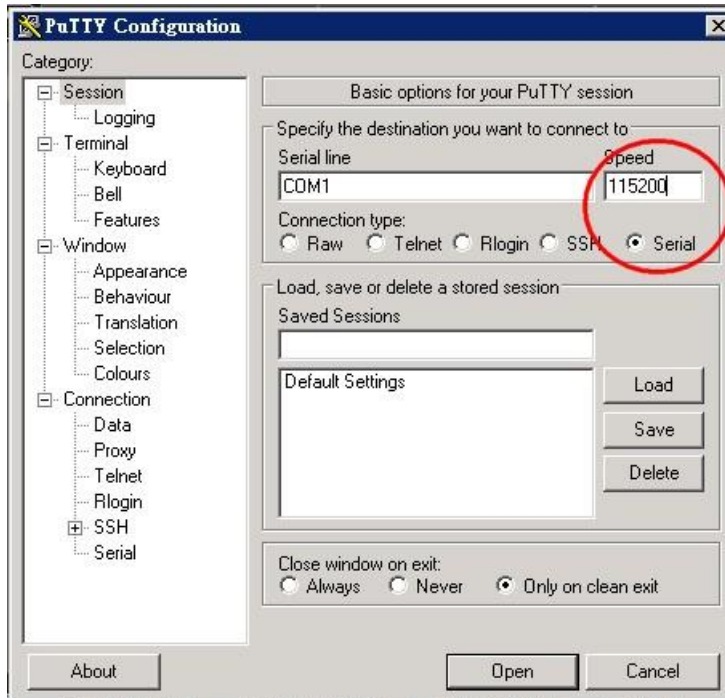 PuTTY Configuration
Category:
Session
Logging
Terminal
Keyboard
Bell
Features
Window
Appearance
Behaviour
Translation
Selection
Colours
Connection
Data
Proxy
Telnet
Rlogin
SSH
Serial
Basic options for your PuTTY session
Specify the destination you want to connect to
Serial line Speed
COM1 115200
Connection type:
Raw Telnet Rlogin SSH Serial
Load, save or delete a stored session
Saved Sessions
Default Settings
Load
Save
Delete
Close window on exit:
Always Never Only on clean exit
About Open Cancel